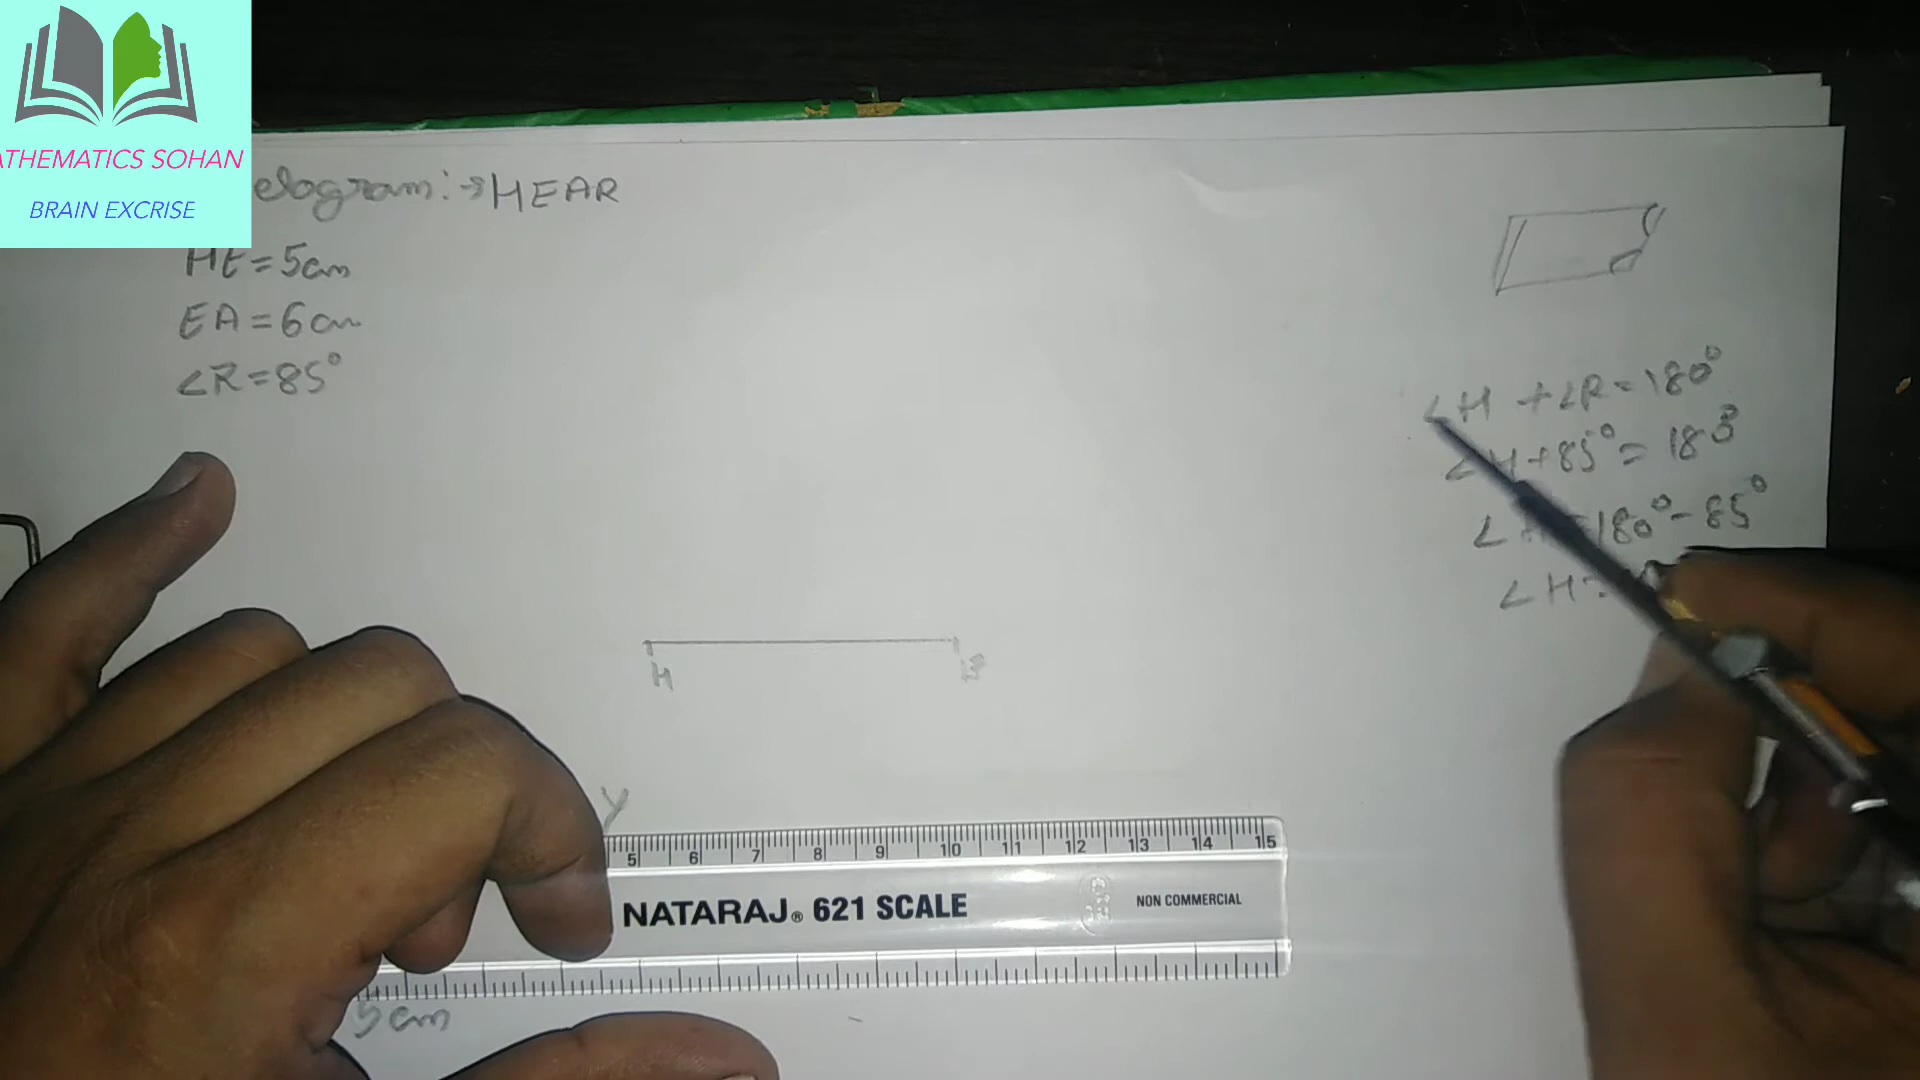 ATHEMATICS SOHAN
BRAIN EXCRISE
elogram:→ HEAR
HE=5cm
EA=6cm
∠R=85°
∠H+∠R=180°
∠H+85°=180
∠H=180°-85°
∠H=
H E
Y
5 6 7 8 9 10 11 12 13 14 15
NATARAJ® 621 SCALE
NON COMMERCIAL
5cm